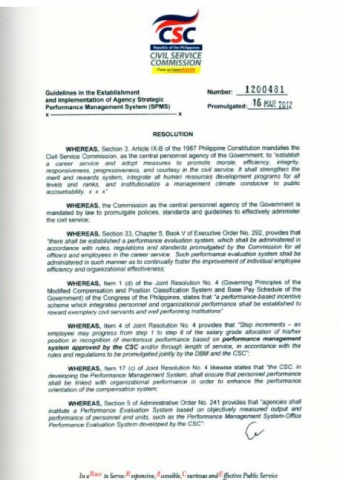 CSC
Republic of the Philippines
CIVIL SERVICE
COMMISSION
Guidelines in the Establishment
and Implementation of Agency Strategic
Performance Management System (SPMS)
x ---------------------------------------- x
Number: 1200481
Promulgated: 16 MAR 2012
RESOLUTION
WHEREAS, Section 3, Article IX-B of the 1987 Philippine Constitution mandates the
Civil Service Commission, as the central personnel agency of the Government, to "establish
a career service and adopt measures to promote morale, efficiency, integrity,
responsiveness, progressiveness, and courtesy in the civil service. It shall strengthen the
merit and rewards system, integrate all human resources development programs for all
levels and ranks, and institutionalize a management climate conducive to public
accountability. x x x"
WHEREAS, the Commission as the central personnel agency of the Government is
mandated by law to promulgate policies, standards and guidelines to effectively administer
the civil service;
WHEREAS, Section 33, Chapter 5, Book V of Executive Order No. 292, provides that
"there shall be established a performance evaluation system, which shall be administered in
accordance with rules, regulations and standards promulgated by the Commission for all
officers and employees in the career service. Such performance evaluation system shall be
administered in such manner as to continually foster the improvement of individual employee
efficiency and organizational effectiveness;
WHEREAS, Item 1 (d) of the Joint Resolution No. 4 (Governing Principles of the
Modified Compensation and Position Classification System and Base Pay Schedule of the
Government) of the Congress of the Philippines, states that "a performance-based incentive
scheme which integrates personnel and organizational performance shall be established to
reward exemplary civil servants and well performing institutions"
WHEREAS, Item 4 of Joint Resolution No. 4 provides that "Step increments - an
employee may progress from step 1 to step 8 of the salary grade allocation of his/her
position in recognition of meritorious performance based on performance management
system approved by the CSC and/or through length of service, in accordance with the
rules and regulations to be promulgated jointly by the DBM and the CSC";
WHEREAS, Item 17 (c) of Joint Resolution No. 4 likewise states that "the CSC, in
developing the Performance Management System, shall ensure that personnel performance
shall be linked with organizational performance in order to enhance the performance
orientation of the compensation system;
WHEREAS, Section 5 of Administrative Order No. 241 provides that "agencies shall
institute a Performance Evaluation System based on objectively measured output and
performance of personnel and units, such as the Performance Management System-Office
Performance Evaluation System developed by the CSC".
In a Race to Serve: Responsive, Accessible, Courteous and Effective Public Service